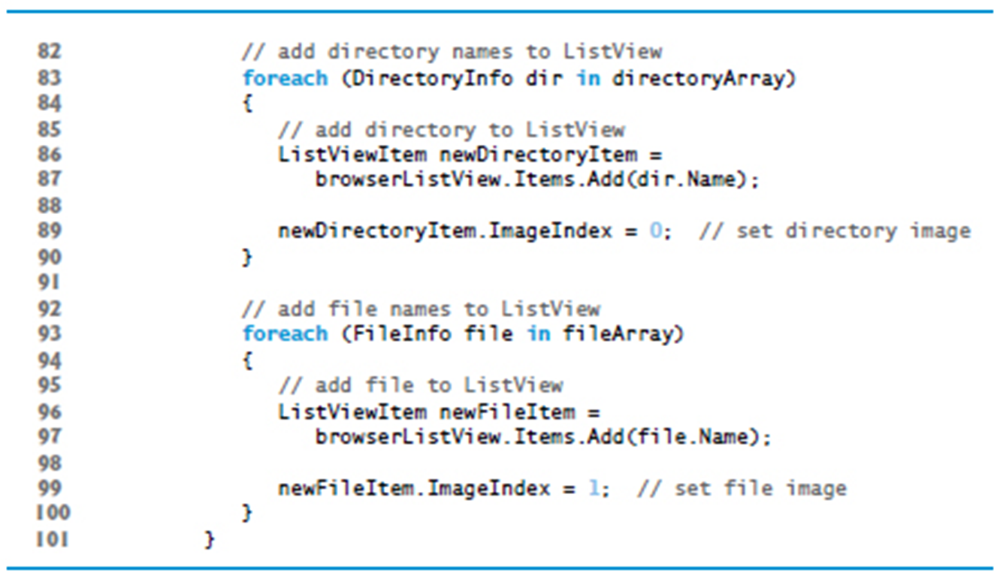 82 // add directory names to ListView
83 foreach (DirectoryInfo dir in directoryArray)
84 {
85 // add directory to ListView
86 ListViewItem newDirectoryItem =
87 browserListView.Items.Add(dir.Name);
88
89 newDirectoryItem.ImageIndex = 0; // set directory image
90 }
91
92 // add file names to ListView
93 foreach (FileInfo file in fileArray)
94 {
95 // add file to ListView
96 ListViewItem newFileItem =
97 browserListView.Items.Add(file.Name);
98
99 newFileItem.ImageIndex = 1; // set file image
100 }
101 }